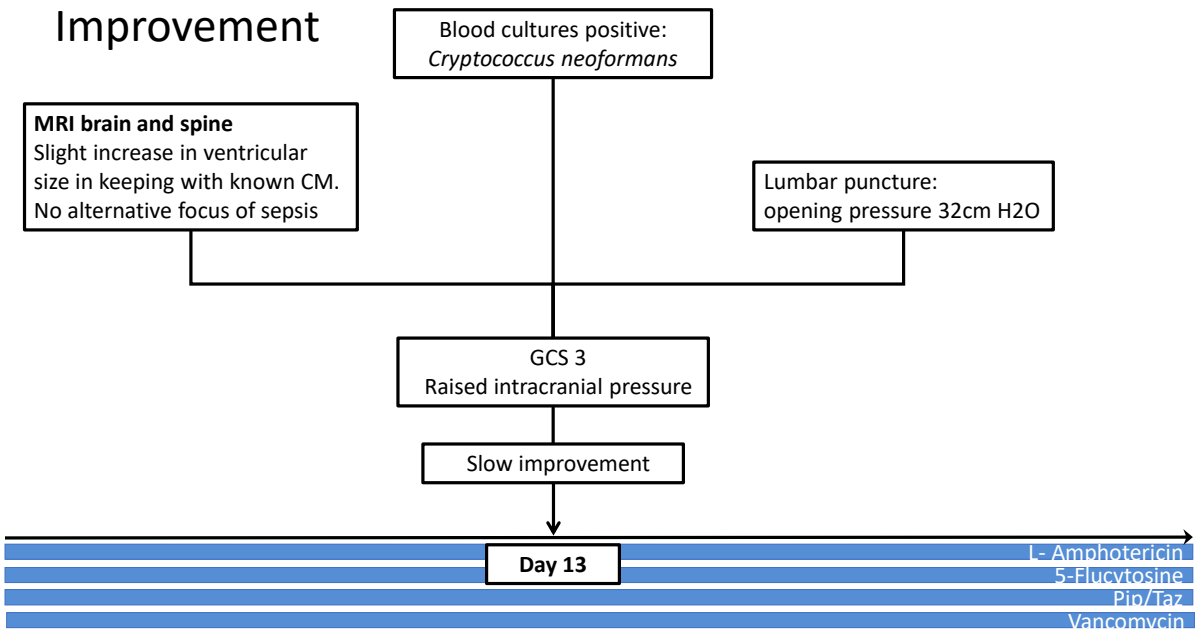 Improvement
Blood cultures positive:
Cryptococcus neoformans
MRI brain and spine
Slight increase in ventricular
size in keeping with known CM.
No alternative focus of sepsis
Lumbar puncture:
opening pressure 32cm H2O
GCS 3
Raised intracranial pressure
Slow improvement
Day 13
L- Amphotericin
5-Flucytosine
Pip/Taz
Vancomycin